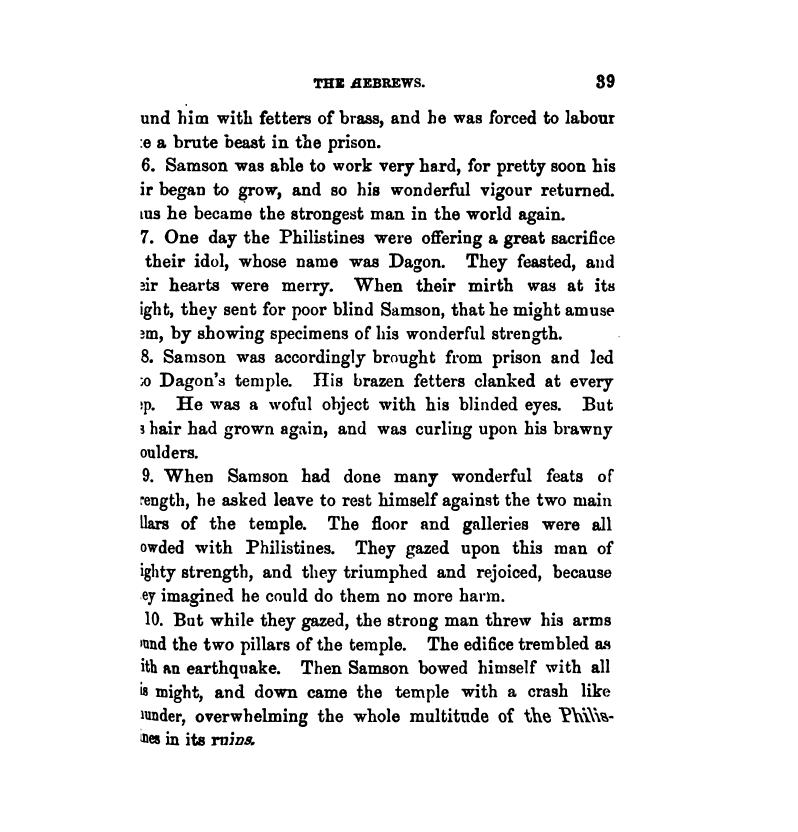 THE HEBREWS. 39
und him with fetters of brass, and he was forced to labour
e a brute beast in the prison.
6. Samson was able to work very hard, for pretty soon his
ir began to grow, and so his wonderful vigour returned.
us he became the strongest man in the world again.
7. One day the Philistines were offering a great sacrifice
their idol, whose name was Dagon. They feasted, and
eir hearts were merry. When their mirth was at its
ight, they sent for poor blind Samson, that he might amuse
em, by showing specimens of his wonderful strength.
8. Samson was accordingly brought from prison and led
to Dagon's temple. His brazen fetters clanked at every
ep. He was a woful object with his blinded eyes. But
s hair had grown again, and was curling upon his brawny
oulders.
9. When Samson had done many wonderful feats of
rength, he asked leave to rest himself against the two main
llars of the temple. The floor and galleries were all
owded with Philistines. They gazed upon this man of
ighty strength, and they triumphed and rejoiced, because
ey imagined he could do them no more harm.
10. But while they gazed, the strong man threw his arms
ound the two pillars of the temple. The edifice trembled as
ith an earthquake. Then Samson bowed himself with all
is might, and down came the temple with a crash like
under, overwhelming the whole multitude of the Philis-
nes in its ruins.